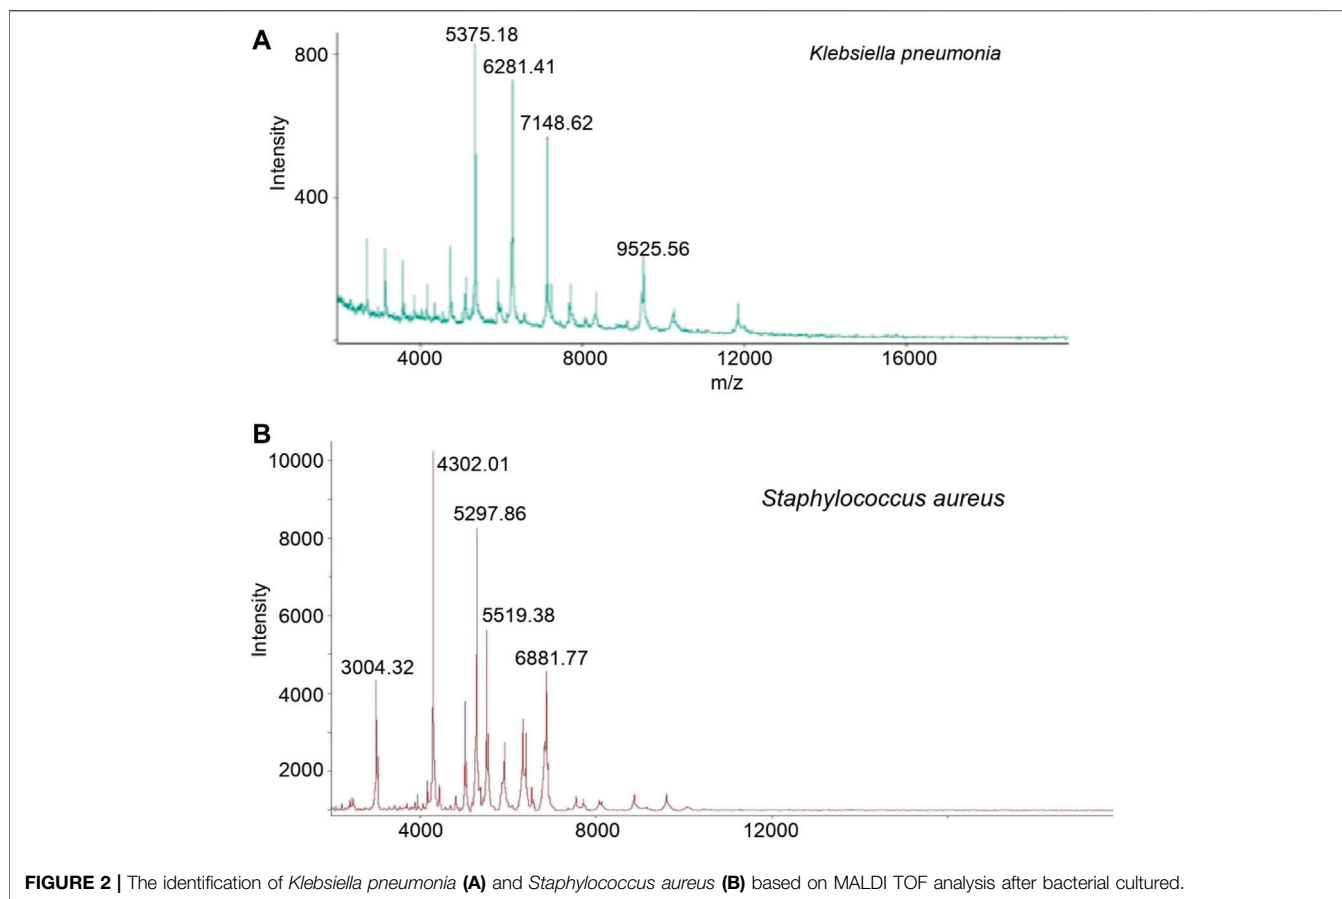 A
5375.18
Klebsiella pneumonia
800
6281.41
7148.62
Intensity
400
9525.56
4000 8000 12000 16000
m/z
B
10000
4302.01
Staphylococcus aureus
5297.86
8000
Intensity
6000
5519.38
6881.77
3004.32
4000
2000
4000 8000 12000
FIGURE 2 | The identification of Klebsiella pneumonia (A) and Staphylococcus aureus (B) based on MALDI TOF analysis after bacterial cultured.